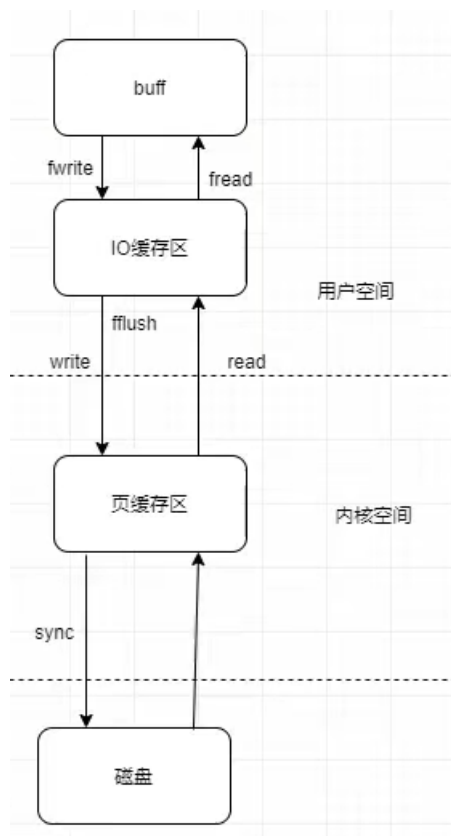 buff
fwrite
fread
IO缓存区
用户空间
fflush
write
read
页缓存区
内核空间
sync
磁盘